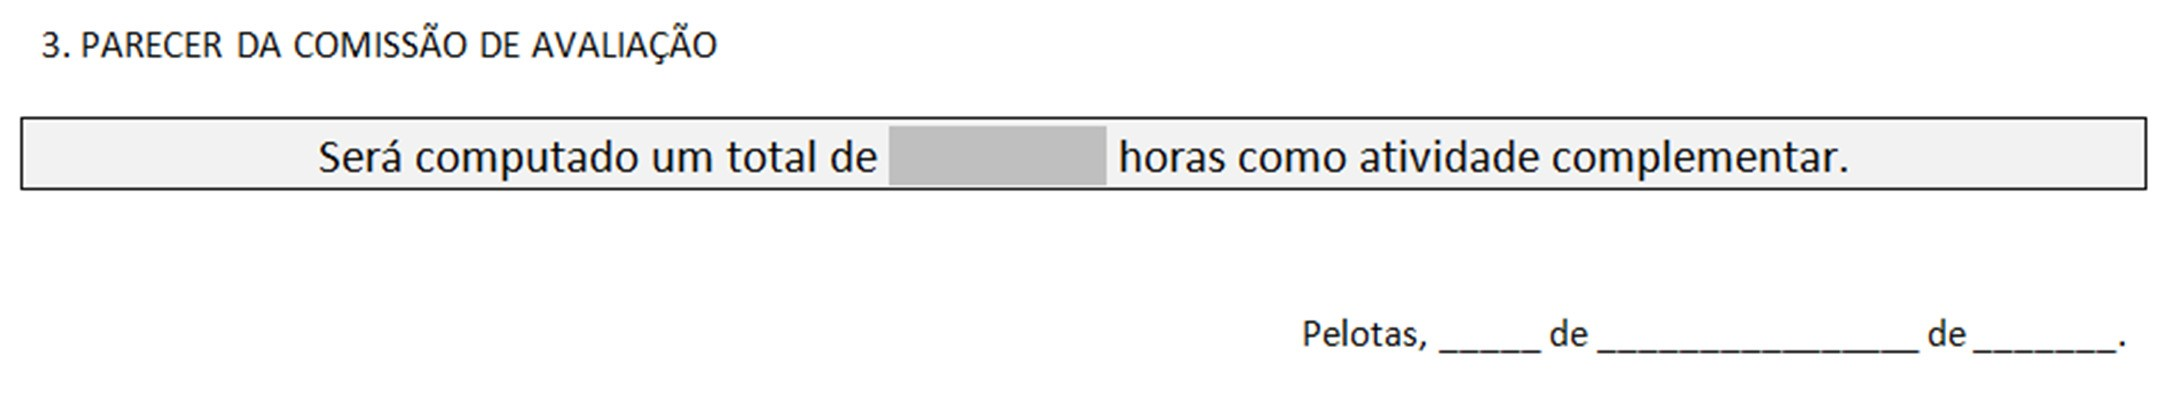 3. PARECER DA COMISSÃO DE AVALIAÇÃO
Será computado um total de horas como atividade complementar.
Pelotas, _____ de ________________ de _______.